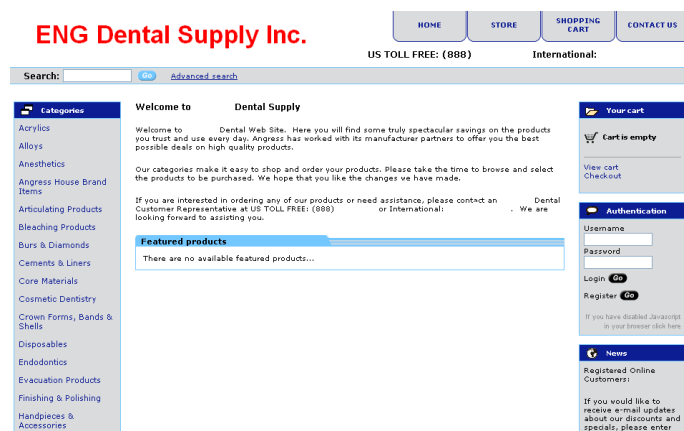 ENG Dental Supply Inc.
HOME
STORE
SHOPPING
CART
CONTACT US
US TOLL FREE: (888)
International:
Search:
Go
Advanced search
Categories
Acrylics
Alloys
Anesthetics
Angress House Brand
Items
Articulating Products
Bleaching Products
Burs & Diamonds
Cements & Liners
Core Materials
Cosmetic Dentistry
Crown Forms, Bands &
Shells
Disposables
Endodontics
Evacuation Products
Finishing & Polishing
Handpieces &
Accessories
Welcome to Dental Supply
Welcome to Dental Web Site. Here you will find some truly spectacular savings on the products
you trust and use every day. Angress has worked with its manufacturer partners to offer you the best
possible deals on high quality products.
Our categories make it easy to shop and order your products. Please take the time to browse and select
the products to be purchased. We hope that you like the changes we have made.
If you are interested in ordering any of our products or need assistance, please contact an Dental
Customer Representative at US TOLL FREE: (888) or International: . We are
looking forward to assisting you.
Featured products
There are no available featured products...
Your cart
Cart is empty
View cart
Checkout
Authentication
Username
Password
Login Go
Register Go
If you have disabled Javascript
in your browser click here
News
Registered Online
Customers:
If you would like to
receive e-mail updates
about our discounts and
specials, please enter